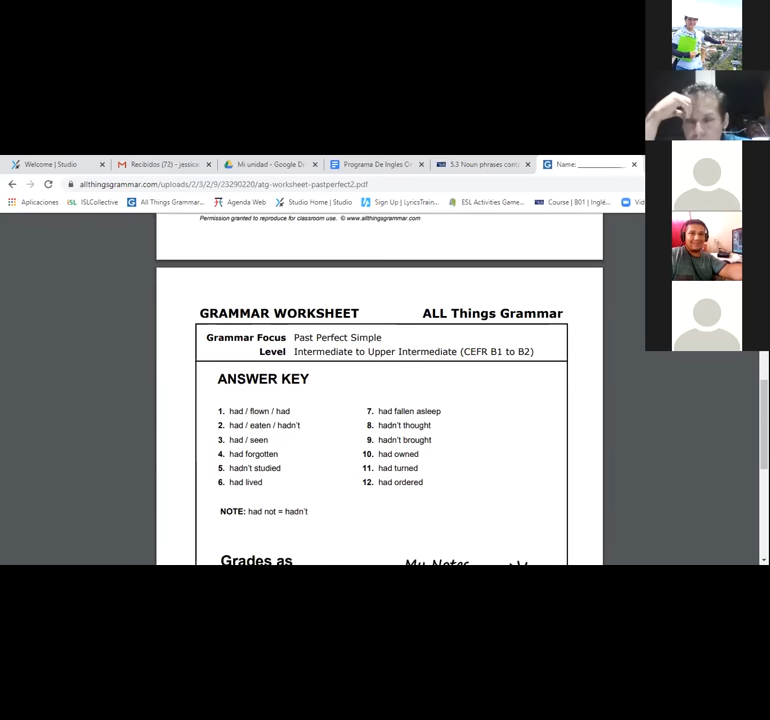 Welcome | Studio
Recibidos (72) - jessica
Mi unidad - Google D
Programa De Ingles G
5.3 Noun phrases cont
Name: ____________
allthingsgrammar.com/uploads/2/3/2/9/23290220/atg-worksheet-pastperfect2.pdf
Aplicaciones iSL ISLCollective All Things Grammar... Agenda Web Studio Home | Studio Sign Up | LyricsTrain... ESL Activities Game... Course | B01 | Inglé... Vid
Permission granted to reproduce for classroom use. © www.allthingsgrammar.com
GRAMMAR WORKSHEET ALL Things Grammar
Grammar Focus Past Perfect Simple
Level Intermediate to Upper Intermediate (CEFR B1 to B2)
ANSWER KEY
1. had / flown / had
2. had / eaten / hadn't
3. had / seen
4. had forgotten
5. hadn't studied
6. had lived
7. had fallen asleep
8. hadn't thought
9. hadn't brought
10. had owned
11. had turned
12. had ordered
NOTE: had not = hadn't
Grades as
My Notes